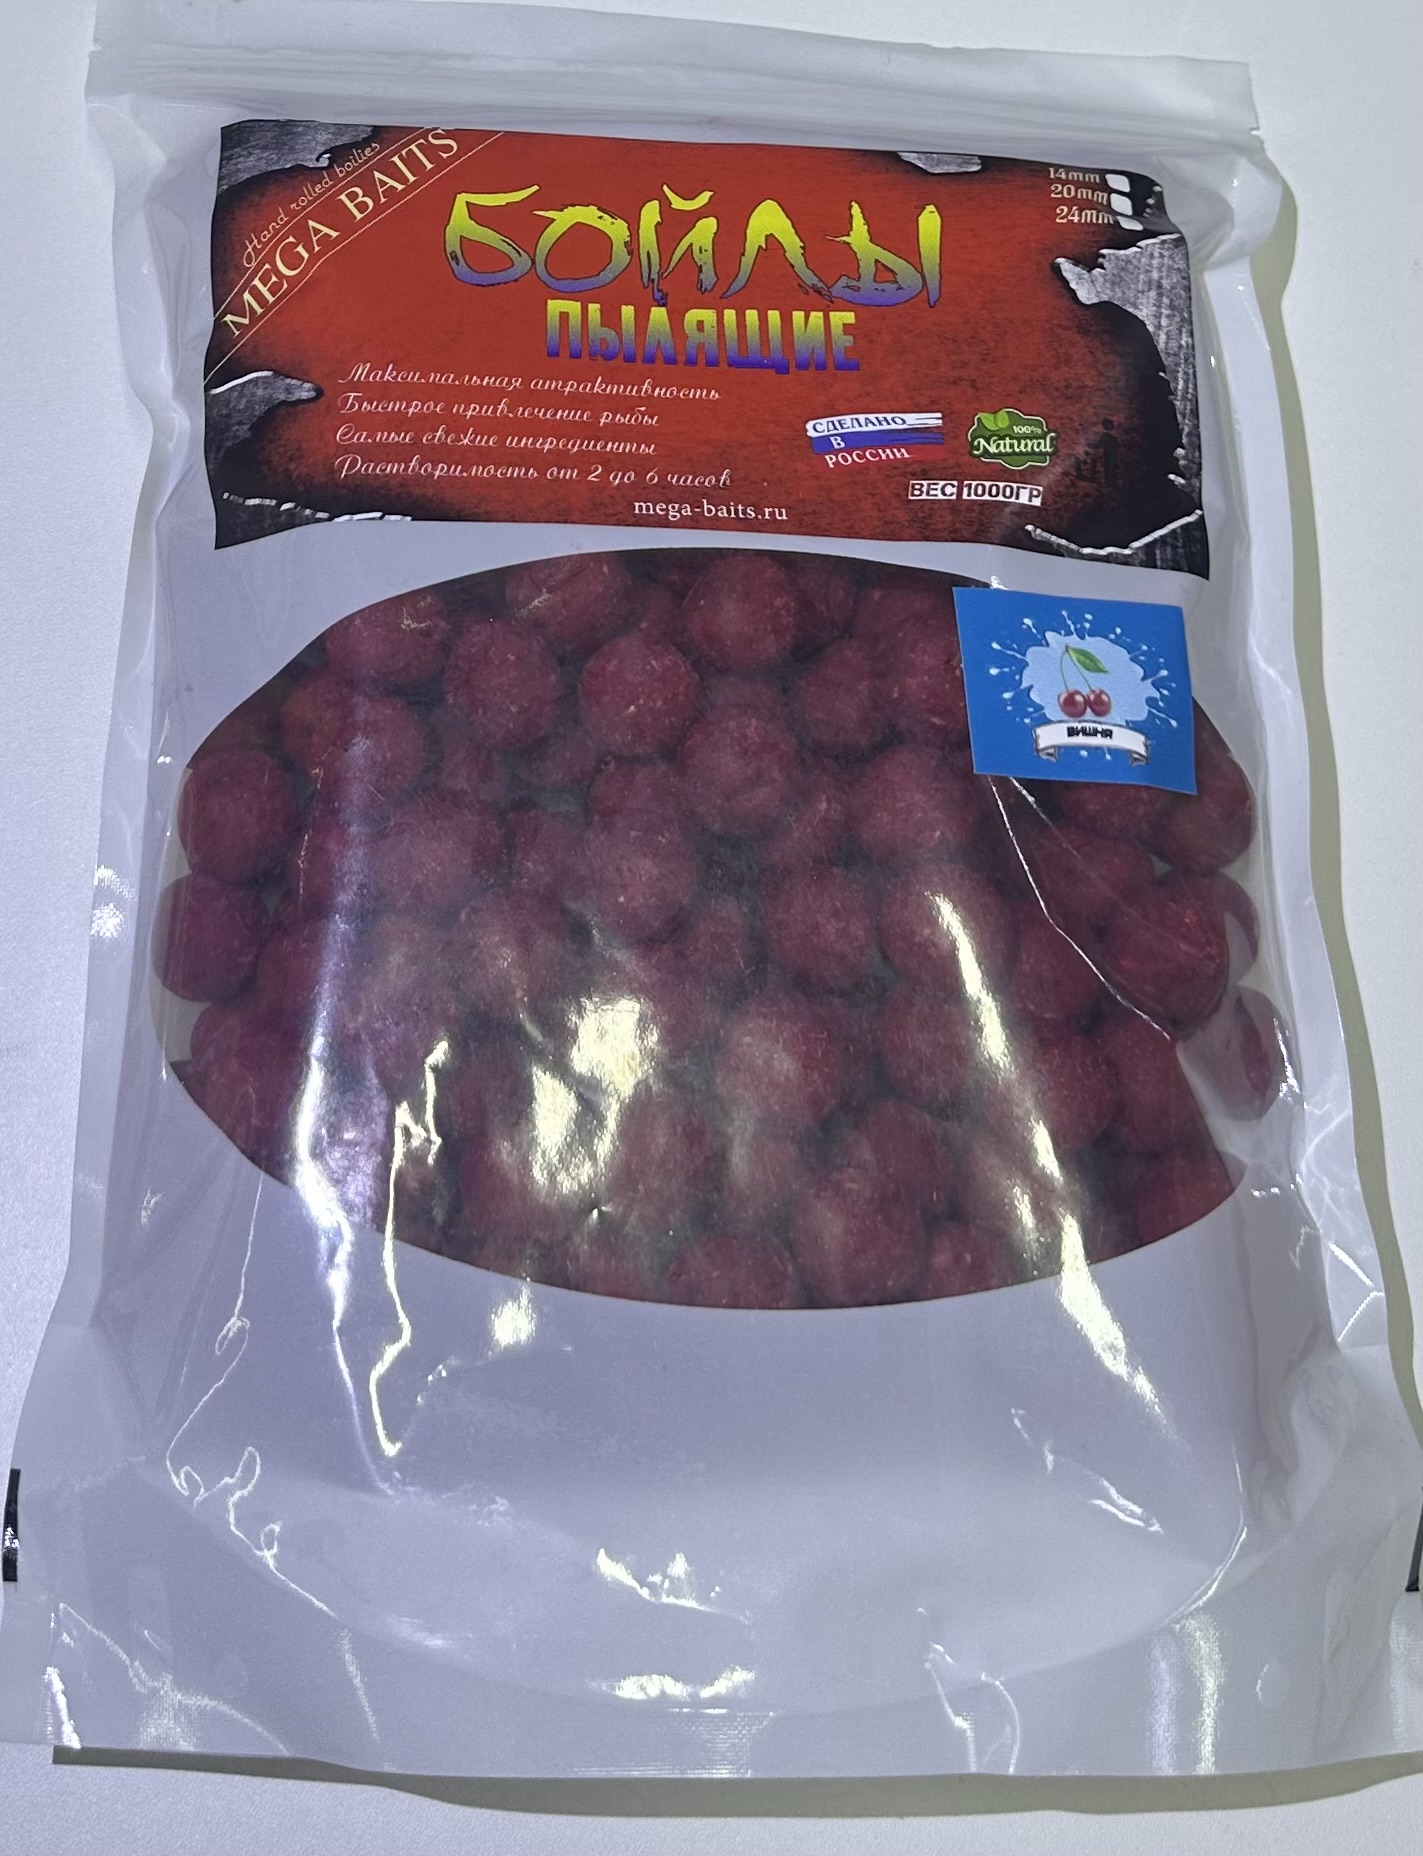 Hand rolled boilies
MEGA BAITS
14mm
20mm
24mm
БОЙЛЫ
ПЫЛЯЩИЕ
Максимальная атрактивность
Быстрое привлечение рыбы
Самые свежие ингредиенты
Растворимость от 2 до 6 часов
СДЕЛАНО
В
РОССИИ
100%
Natural
ВЕС 1000ГР
mega-baits.ru
ВИШНЯ